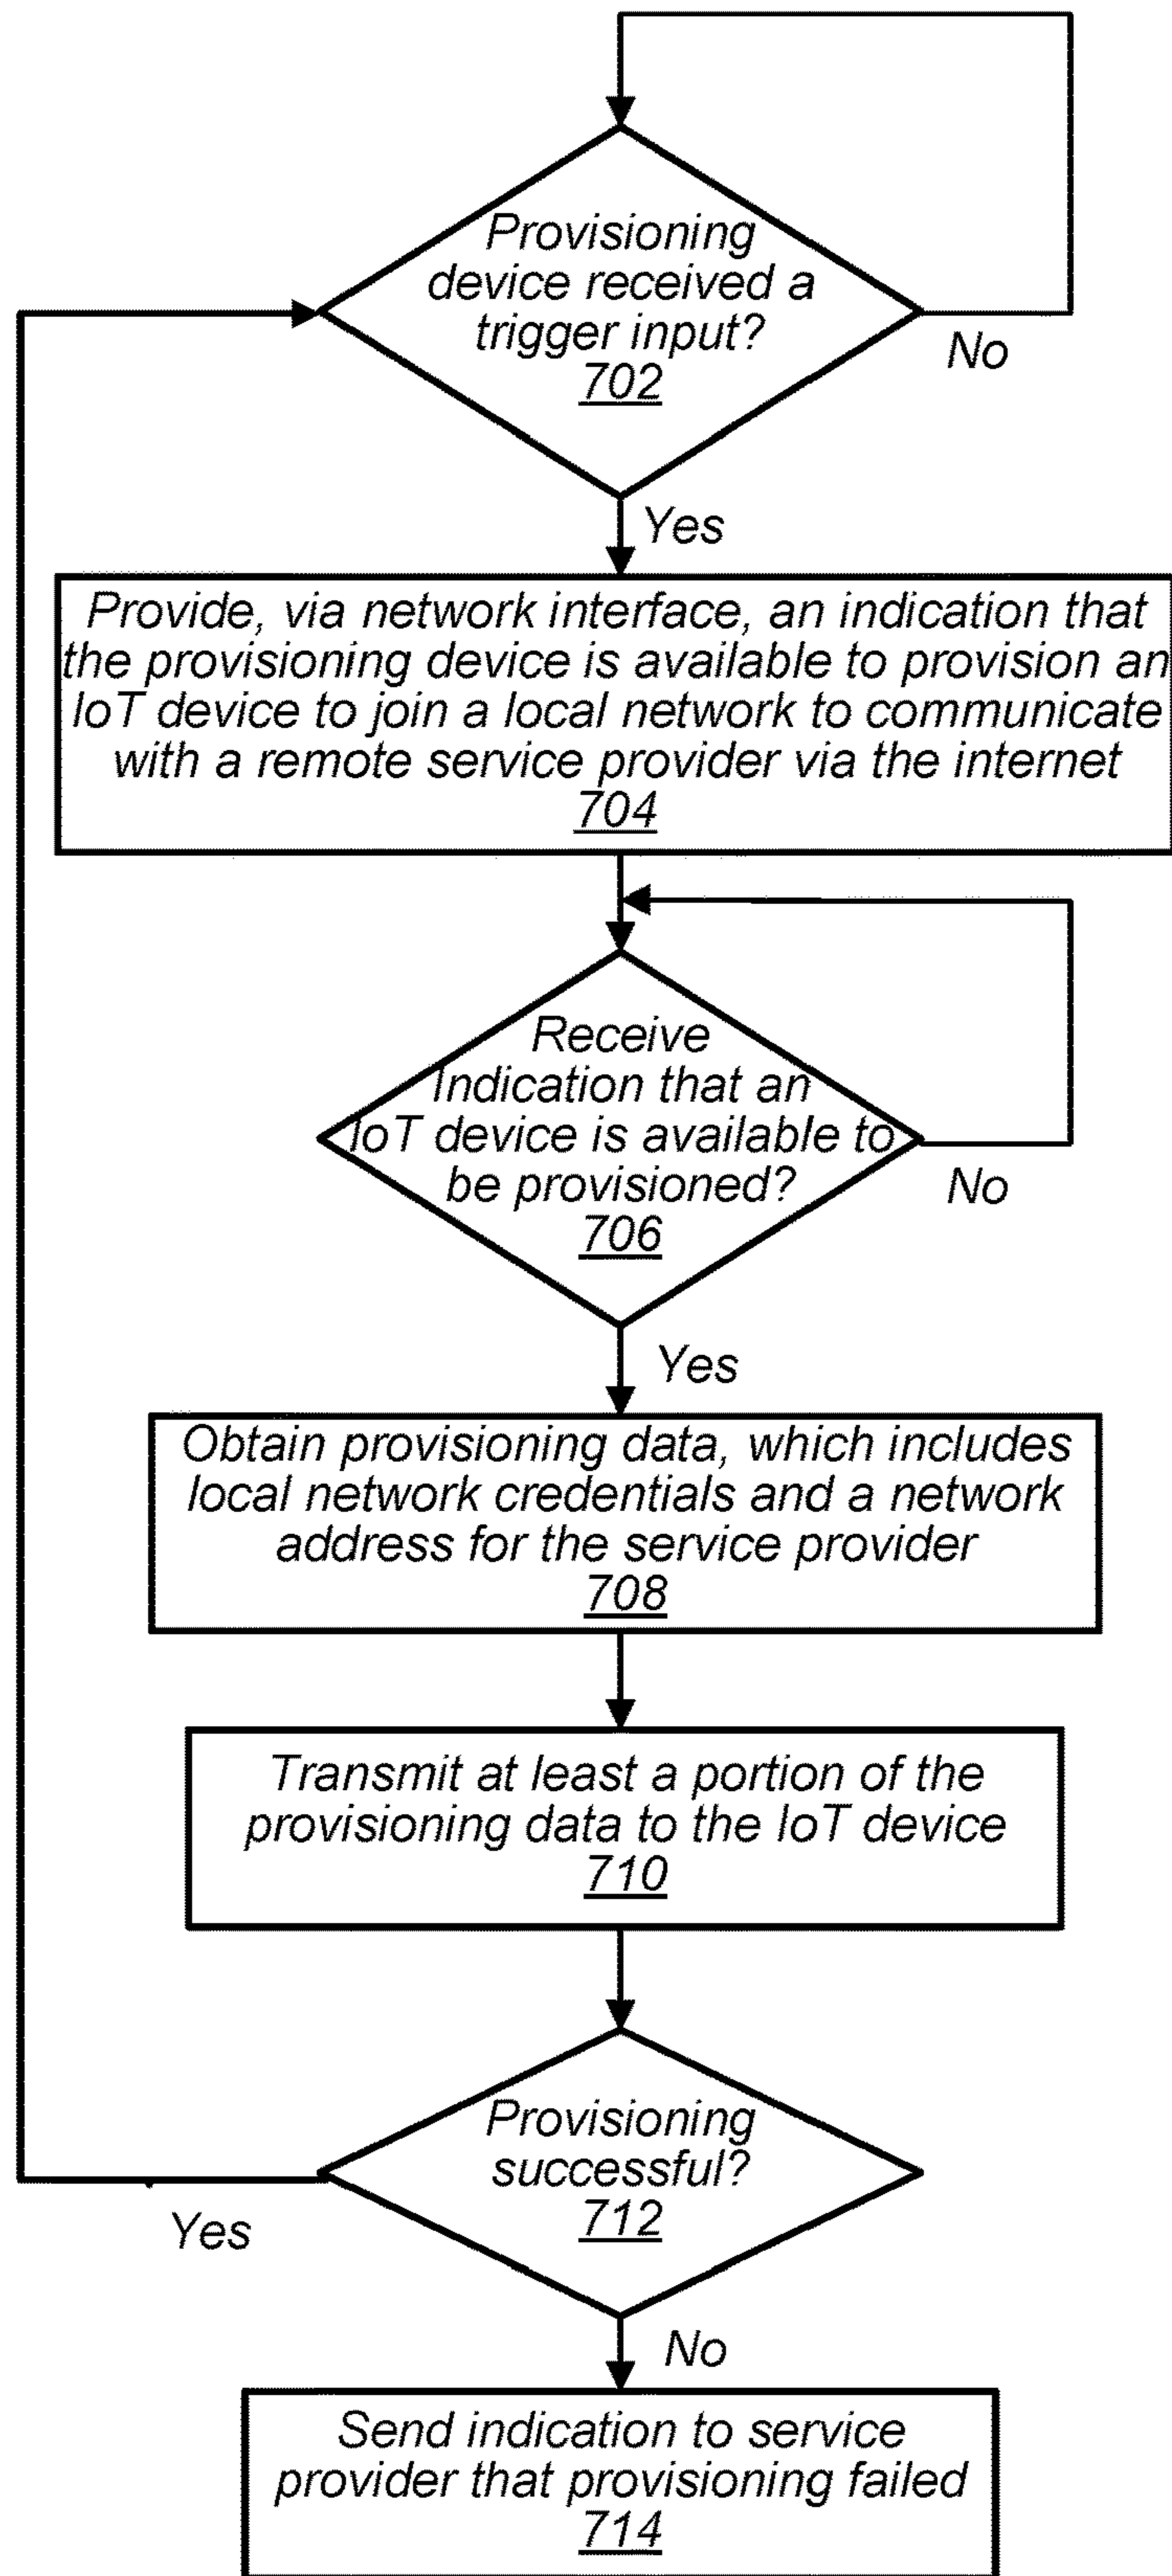 Provisioning
device received a
trigger input?
702
No
Yes
Provide, via network interface, an indication that
the provisioning device is available to provision an
IoT device to join a local network to communicate
with a remote service provider via the internet
704
Receive
Indication that an
IoT device is available to
be provisioned?
706
No
Yes
Obtain provisioning data, which includes
local network credentials and a network
address for the service provider
708
Transmit at least a portion of the
provisioning data to the IoT device
710
Provisioning
successful?
712
Yes
No
Send indication to service
provider that provisioning failed
714